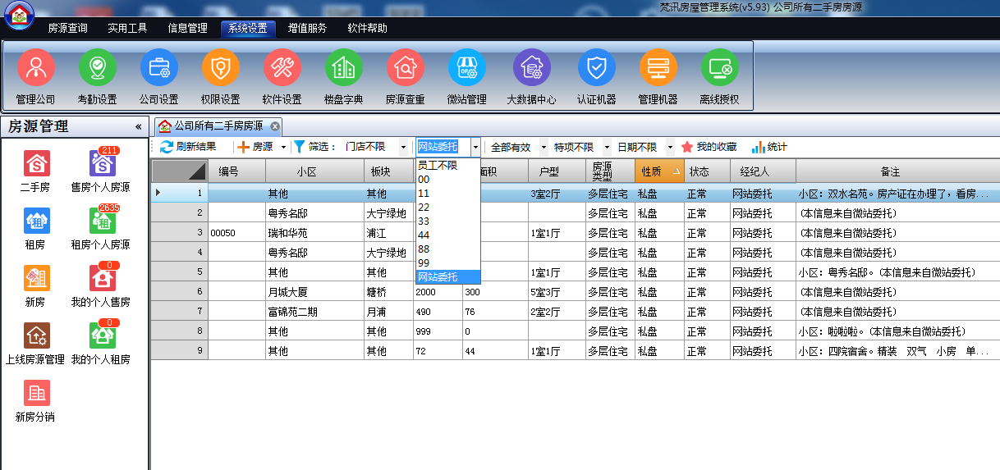 梵讯房屋管理系统(v5.93) 公司所有二手房房源
房源查询 实用工具 信息管理 系统设置 增值服务 软件帮助
管理公司 考勤设置 公司设置 权限设置 软件设置 楼盘字典 房源查重 微站管理 大数据中心 认证机器 管理机器 离线授权
房源管理 «
公司所有二手房房源
刷新结果 房源 筛选： 门店不限 网站委托 全部有效 特项不限 日期不限 我的收藏 统计
员工不限
00
11
22
33
44
88
99
网站委托
211
二手房 售房个人房源
2635
租房 租房个人房源
0
新房 我的个人售房
0
上线房源管理 我的个人租房
新房分销
编号 小区 板块 面积 户型 房源类型 性质 状态 经纪人 备注
1 其他 其他 3室2厅 多层住宅 私盘 正常 网站委托 小区：双水名苑。房产证在办理了，看房...
2 粤秀名邸 大宁绿地 多层住宅 私盘 正常 网站委托 (本信息来自微站委托)
3 00050 瑞和华苑 浦江 1室1厅 多层住宅 私盘 正常 网站委托 (本信息来自微站委托)
4 粤秀名邸 大宁绿地 多层住宅 私盘 正常 网站委托 (本信息来自微站委托)
5 其他 其他 1室1厅 多层住宅 私盘 正常 网站委托 小区：粤秀名邸。(本信息来自微站委托)
6 月城大厦 塘桥 2000 300 5室3厅 多层住宅 私盘 正常 网站委托 (本信息来自微站委托)
7 富锦苑二期 月浦 490 76 2室2厅 多层住宅 私盘 正常 网站委托 (本信息来自微站委托)
8 其他 其他 999 0 多层住宅 私盘 正常 网站委托 小区：啦啦啦。(本信息来自微站委托)
9 其他 其他 72 44 1室1厅 多层住宅 私盘 正常 网站委托 小区：四院宿舍。精装 双气 小房 单...